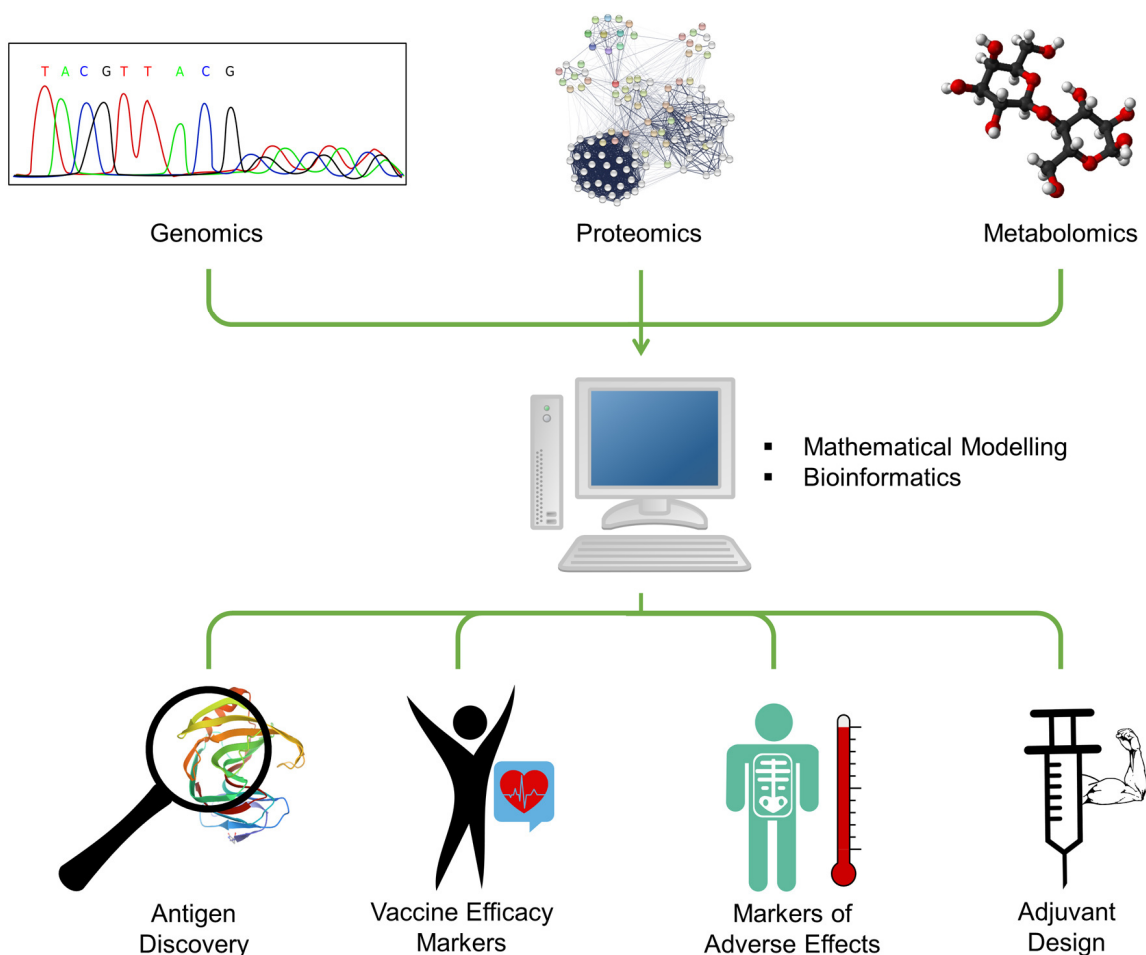 T A C G T T A C G
Genomics
Proteomics
Metabolomics
▪ Mathematical Modelling
▪ Bioinformatics
Antigen
Discovery
Vaccine Efficacy
Markers
Markers of
Adverse Effects
Adjuvant
Design